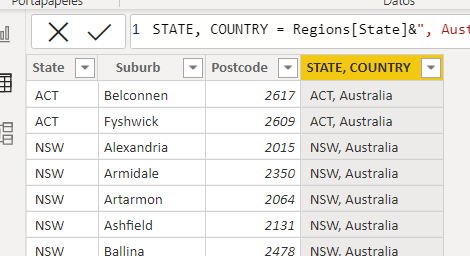 Portapapeles Datos
1 STATE, COUNTRY = Regions[State]&", Aust
State Suburb Postcode STATE, COUNTRY
ACT Belconnen 2617 ACT, Australia
ACT Fyshwick 2609 ACT, Australia
NSW Alexandria 2015 NSW, Australia
NSW Armidale 2350 NSW, Australia
NSW Artarmon 2064 NSW, Australia
NSW Ashfield 2131 NSW, Australia
NSW Ballina 2478 NSW, Australia